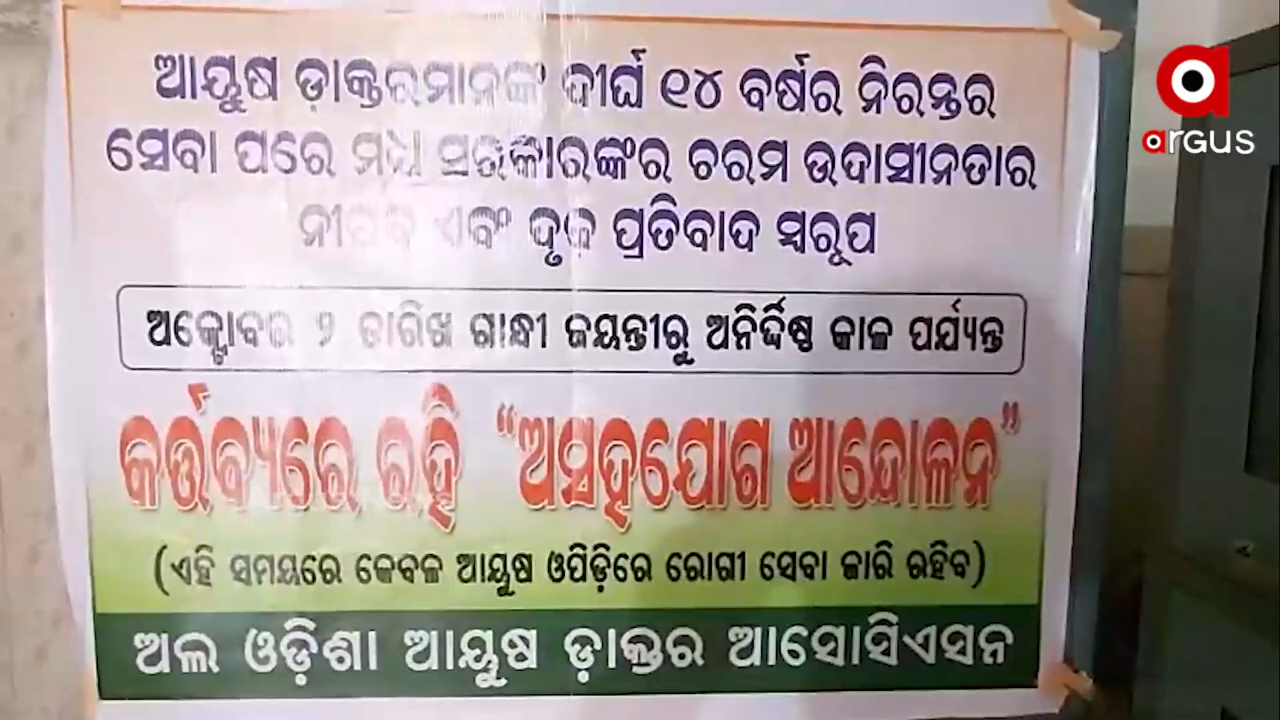 ଆୟୁଷ ଡ଼ାକ୍ତରମାନଙ୍କ ଦୀର୍ଘ ୧୪ ବର୍ଷର ନିରନ୍ତର
ସେବା ପରେ ମଧ୍ୟ ସରକାରଙ୍କର ଚରମ ଉଦାସୀନତାର
ନୀରବ ଏବଂ ଦୃଢ଼ ପ୍ରତିବାଦ ସ୍ୱରୂପ
ଅକ୍ଟୋବର ୨ ତାରିଖ ଗାନ୍ଧୀ ଜୟନ୍ତୀରୁ ଅନିର୍ଦ୍ଦିଷ୍ଟ କାଳ ପର୍ଯ୍ୟନ୍ତ
କର୍ତ୍ତବ୍ୟରେ ରହି “ଅସହଯୋଗ ଆନ୍ଦୋଳନ”
(ଏହି ସମୟରେ କେବଳ ଆୟୁଷ ଓପିଡ଼ିରେ ରୋଗୀ ସେବା ଜାରି ରହିବ)
ଅଲ ଓଡ଼ିଶା ଆୟୁଷ ଡ଼ାକ୍ତର ଆସୋସିଏସନ
argus